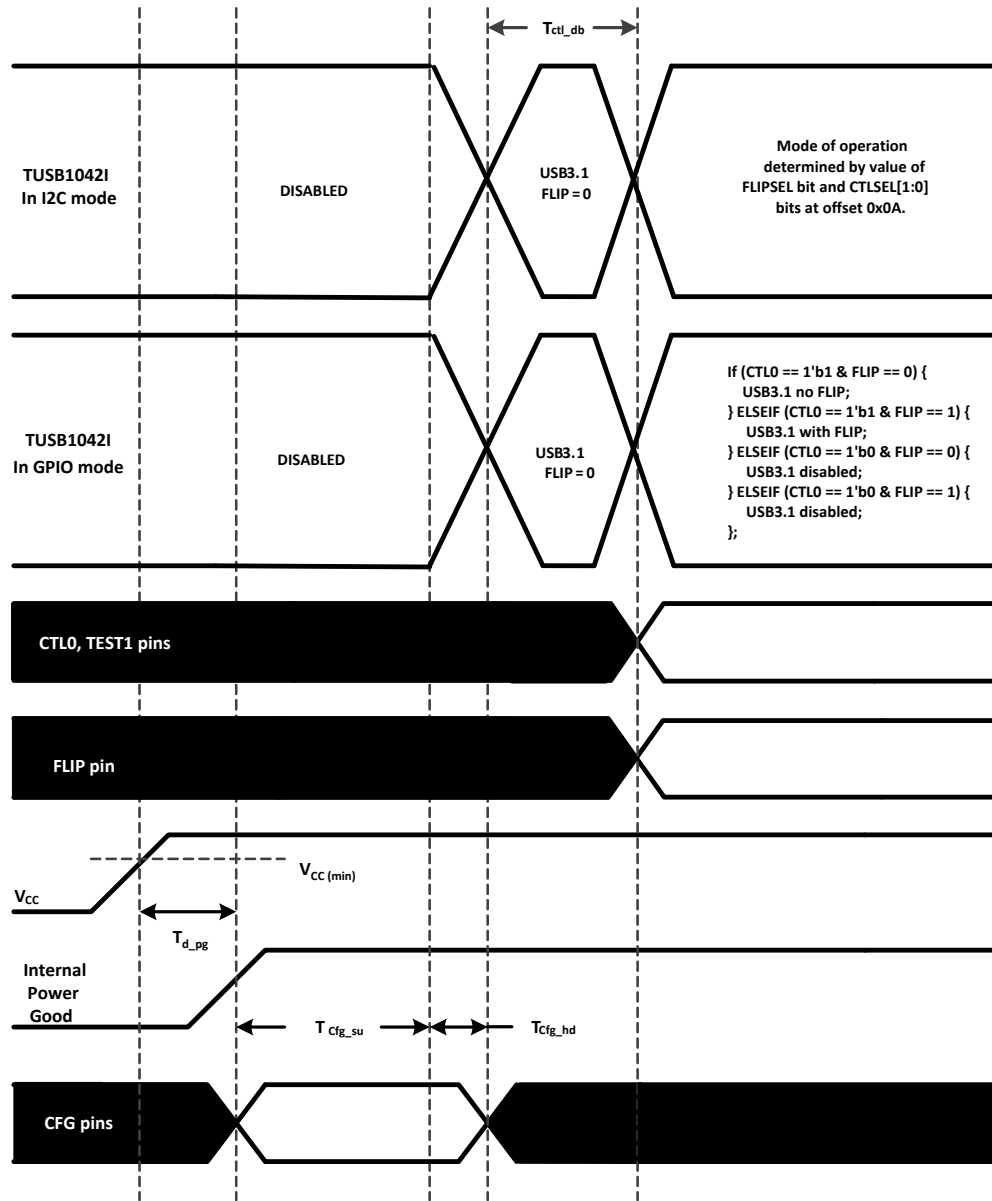 Tctl_db
TUSB1042I
In I2C mode
DISABLED
USB3.1
FLIP = 0
Mode of operation
determined by value of
FLIPSEL bit and CTLSEL[1:0]
bits at offset 0x0A.
TUSB1042I
In GPIO mode
DISABLED
USB3.1
FLIP = 0
If (CTL0 == 1'b1 & FLIP == 0) {
USB3.1 no FLIP;
} ELSEIF (CTL0 == 1'b1 & FLIP == 1) {
USB3.1 with FLIP;
} ELSEIF (CTL0 == 1'b0 & FLIP == 0) {
USB3.1 disabled;
} ELSEIF (CTL0 == 1'b0 & FLIP == 1) {
USB3.1 disabled;
};
CTL0, TEST1 pins
FLIP pin
VCC (min)
VCC
Td_pg
Internal
Power
Good
TCfg_su
TCfg_hd
CFG pins